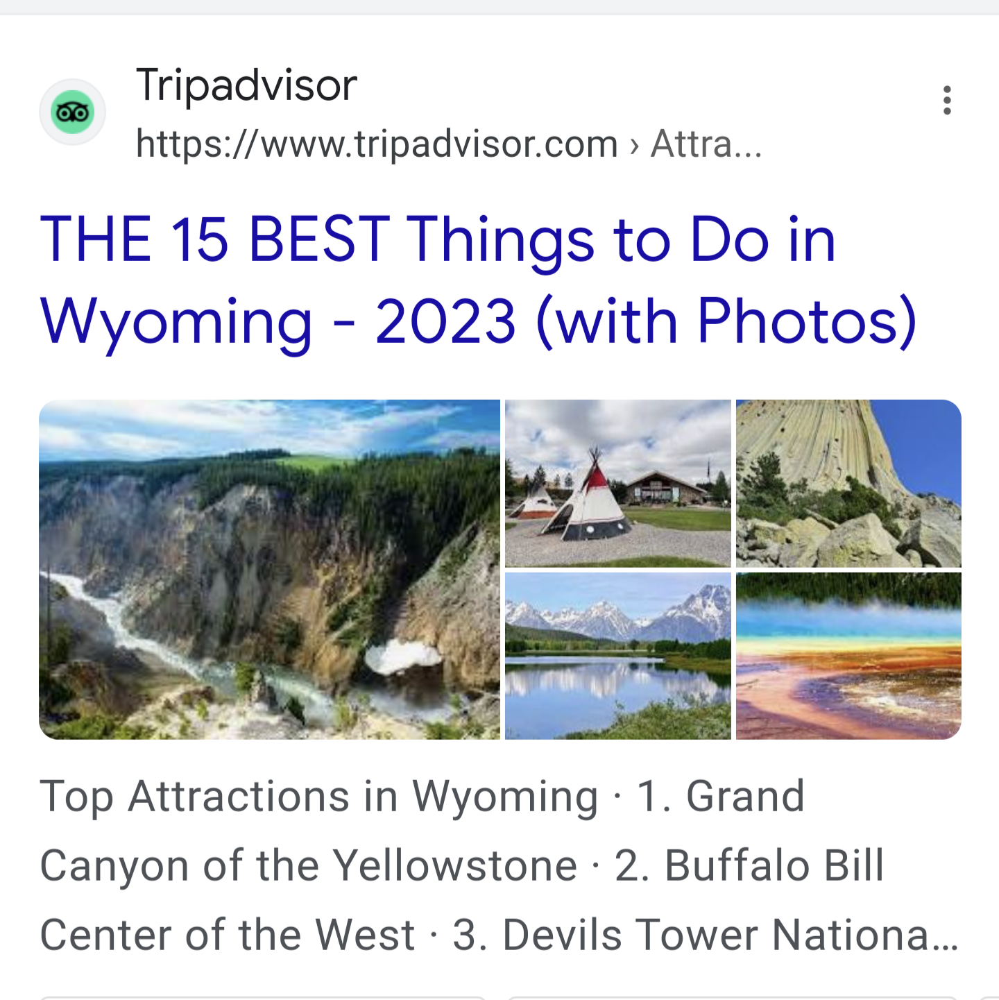 Tripadvisor
https://www.tripadvisor.com › Attra...
THE 15 BEST Things to Do in
Wyoming - 2023 (with Photos)
Top Attractions in Wyoming · 1. Grand
Canyon of the Yellowstone · 2. Buffalo Bill
Center of the West · 3. Devils Tower Nationa...